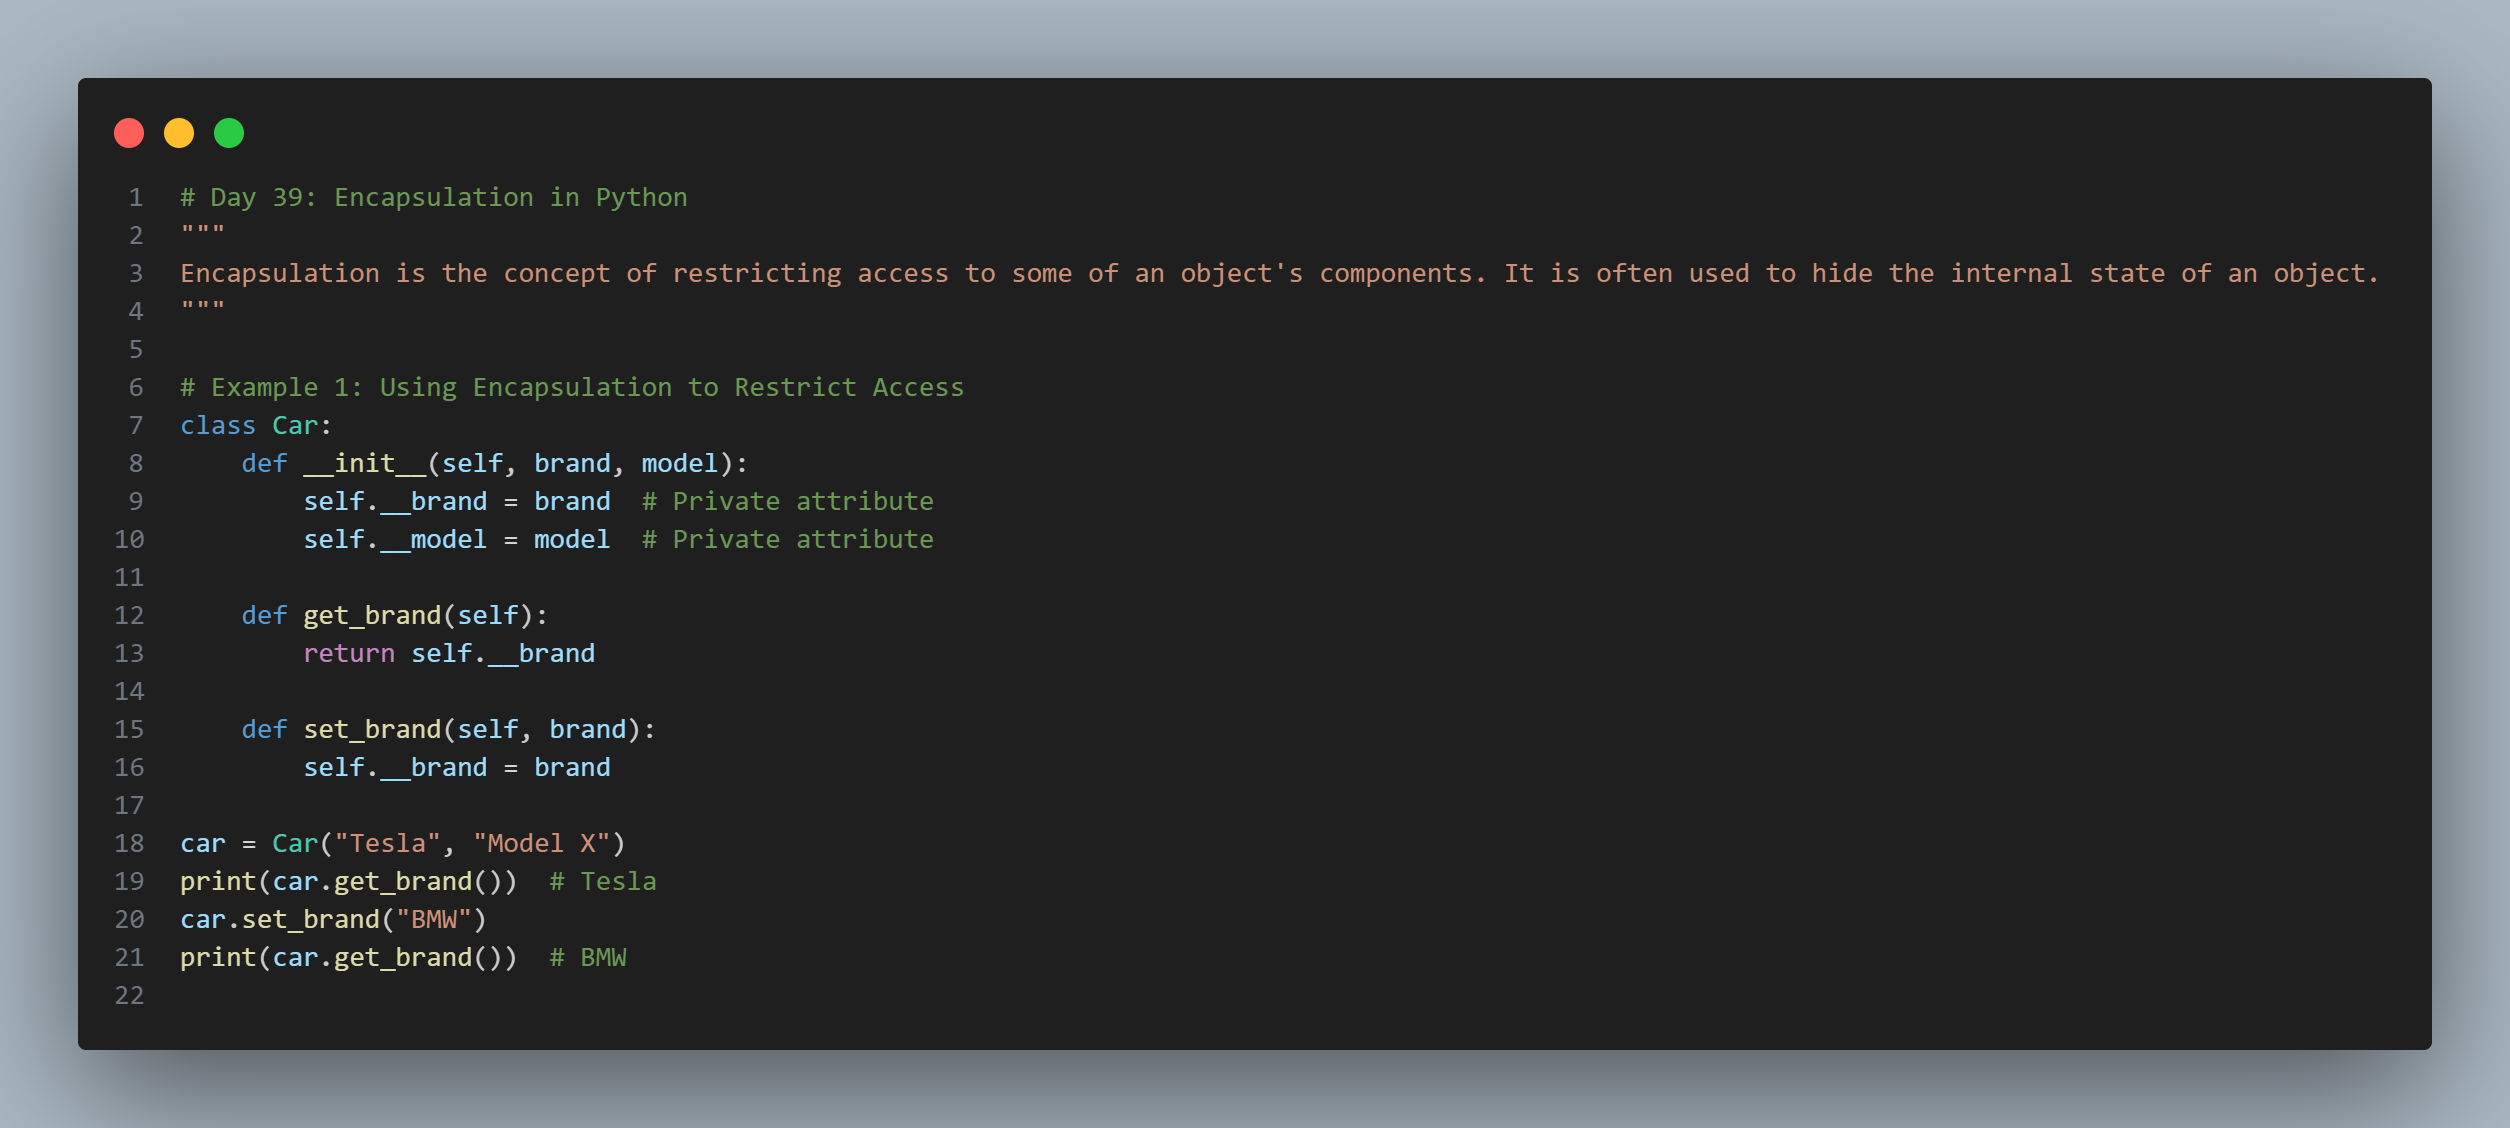 1 # Day 39: Encapsulation in Python
2 """
3 Encapsulation is the concept of restricting access to some of an object's components. It is often used to hide the internal state of an object.
4 """
5
6 # Example 1: Using Encapsulation to Restrict Access
7 class Car:
8     def __init__(self, brand, model):
9         self.__brand = brand  # Private attribute
10         self.__model = model  # Private attribute
11
12     def get_brand(self):
13         return self.__brand
14
15     def set_brand(self, brand):
16         self.__brand = brand
17
18 car = Car("Tesla", "Model X")
19 print(car.get_brand())  # Tesla
20 car.set_brand("BMW")
21 print(car.get_brand())  # BMW
22